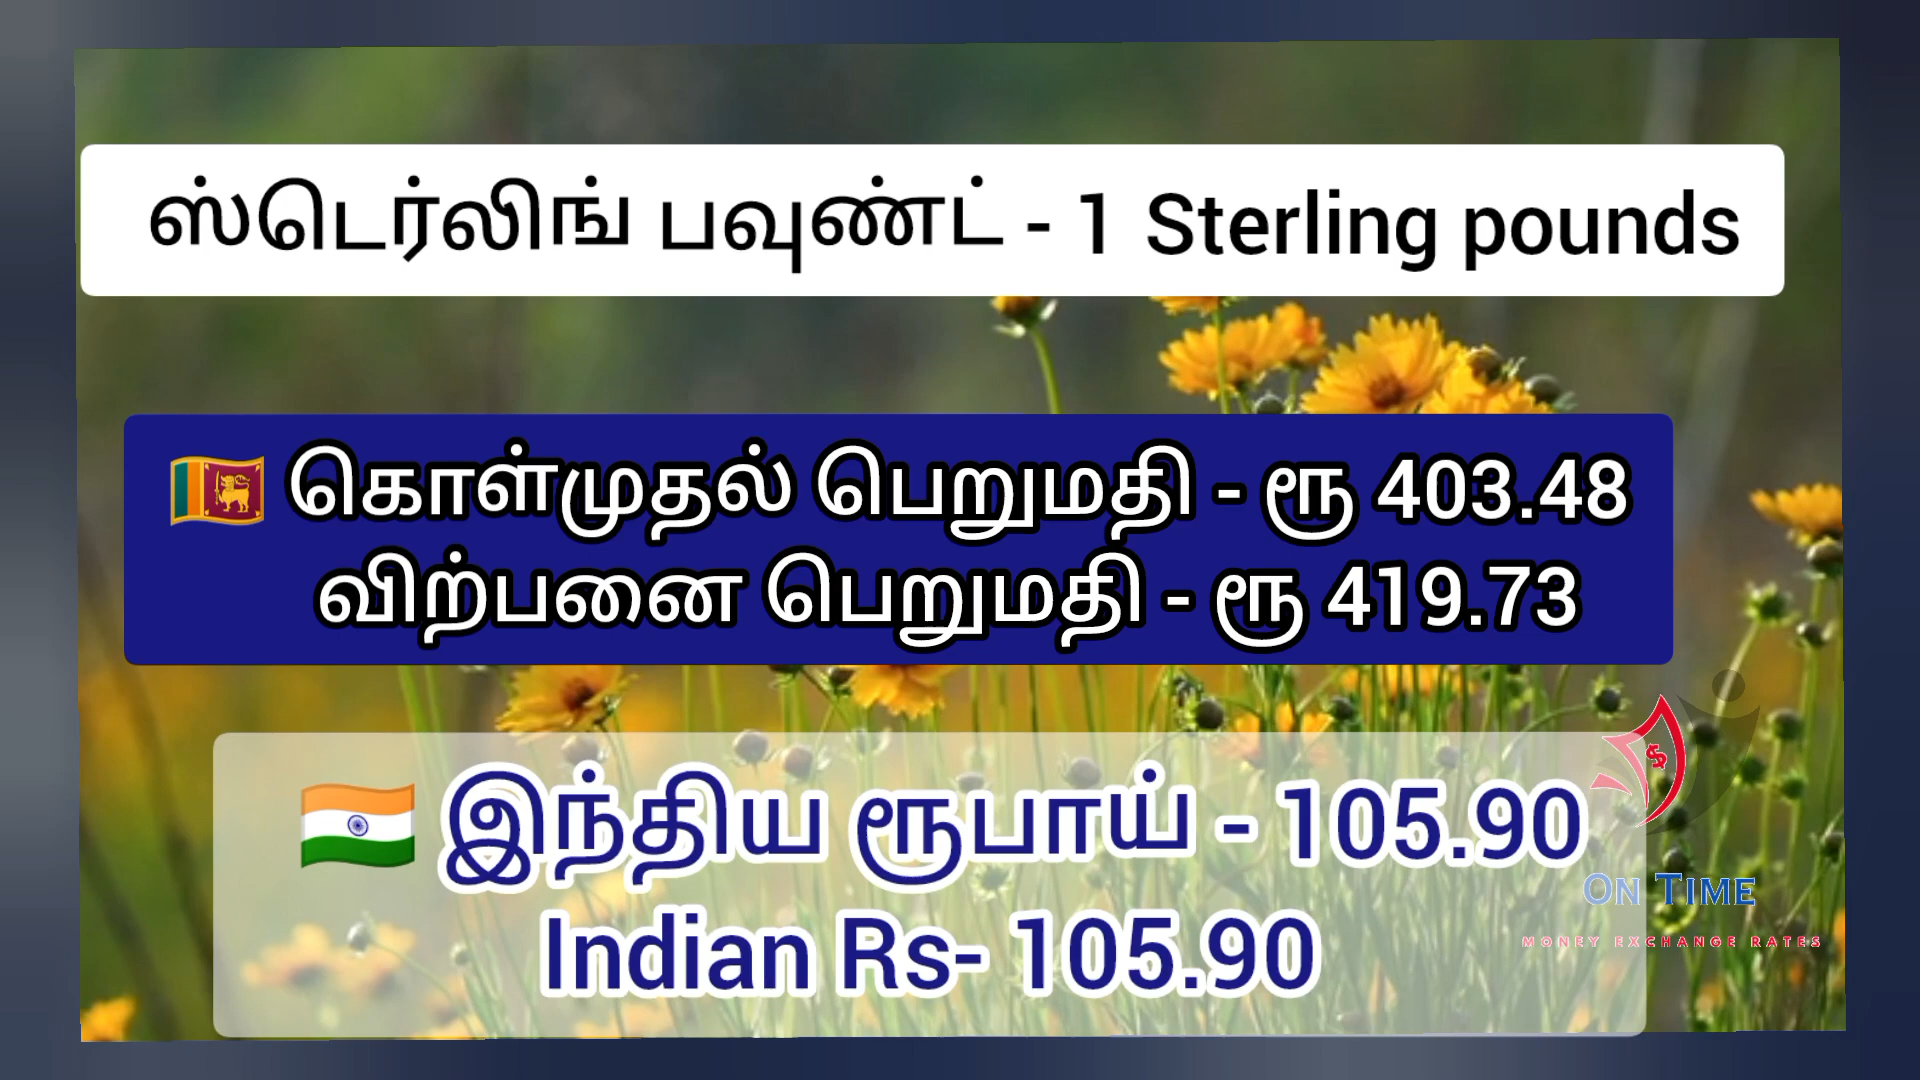 ஸ்டெர்லிங் பவுண்ட் - 1 Sterling pounds
கொள்முதல் பெறுமதி - ரூ 403.48
விற்பனை பெறுமதி - ரூ 419.73
இந்திய ரூபாய் - 105.90
Indian Rs- 105.90
$
ON TIME
MONEY EXCHANGE RATES